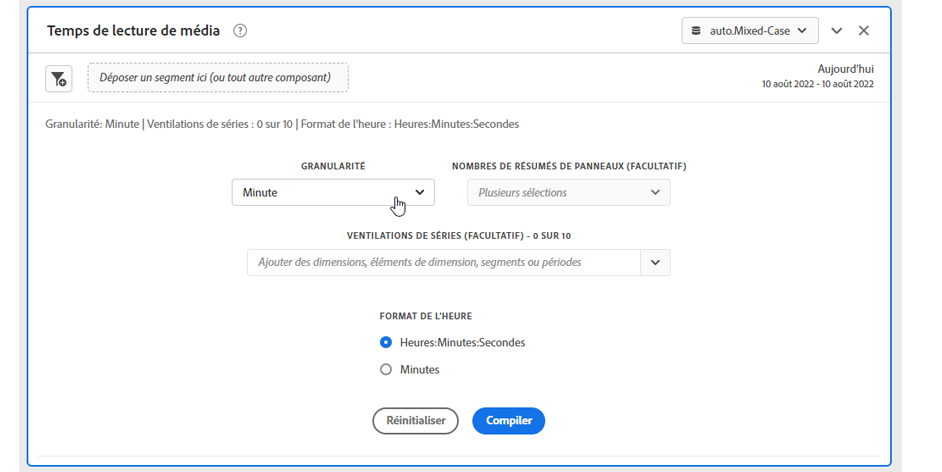 Temps de lecture de média
?
auto.Mixed-Case
Déposer un segment ici (ou tout autre composant)
Aujourd'hui
10 août 2022 - 10 août 2022
Granularité: Minute | Ventilations de séries : 0 sur 10 | Format de l'heure : Heures:Minutes:Secondes
GRANULARITÉ
NOMBRES DE RÉSUMÉS DE PANNEAUX (FACULTATIF)
Minute
Plusieurs sélections
VENTILATIONS DE SÉRIES (FACULTATIF) - 0 SUR 10
Ajouter des dimensions, éléments de dimension, segments ou périodes
FORMAT DE L'HEURE
Heures:Minutes:Secondes
Minutes
Réinitialiser
Compiler